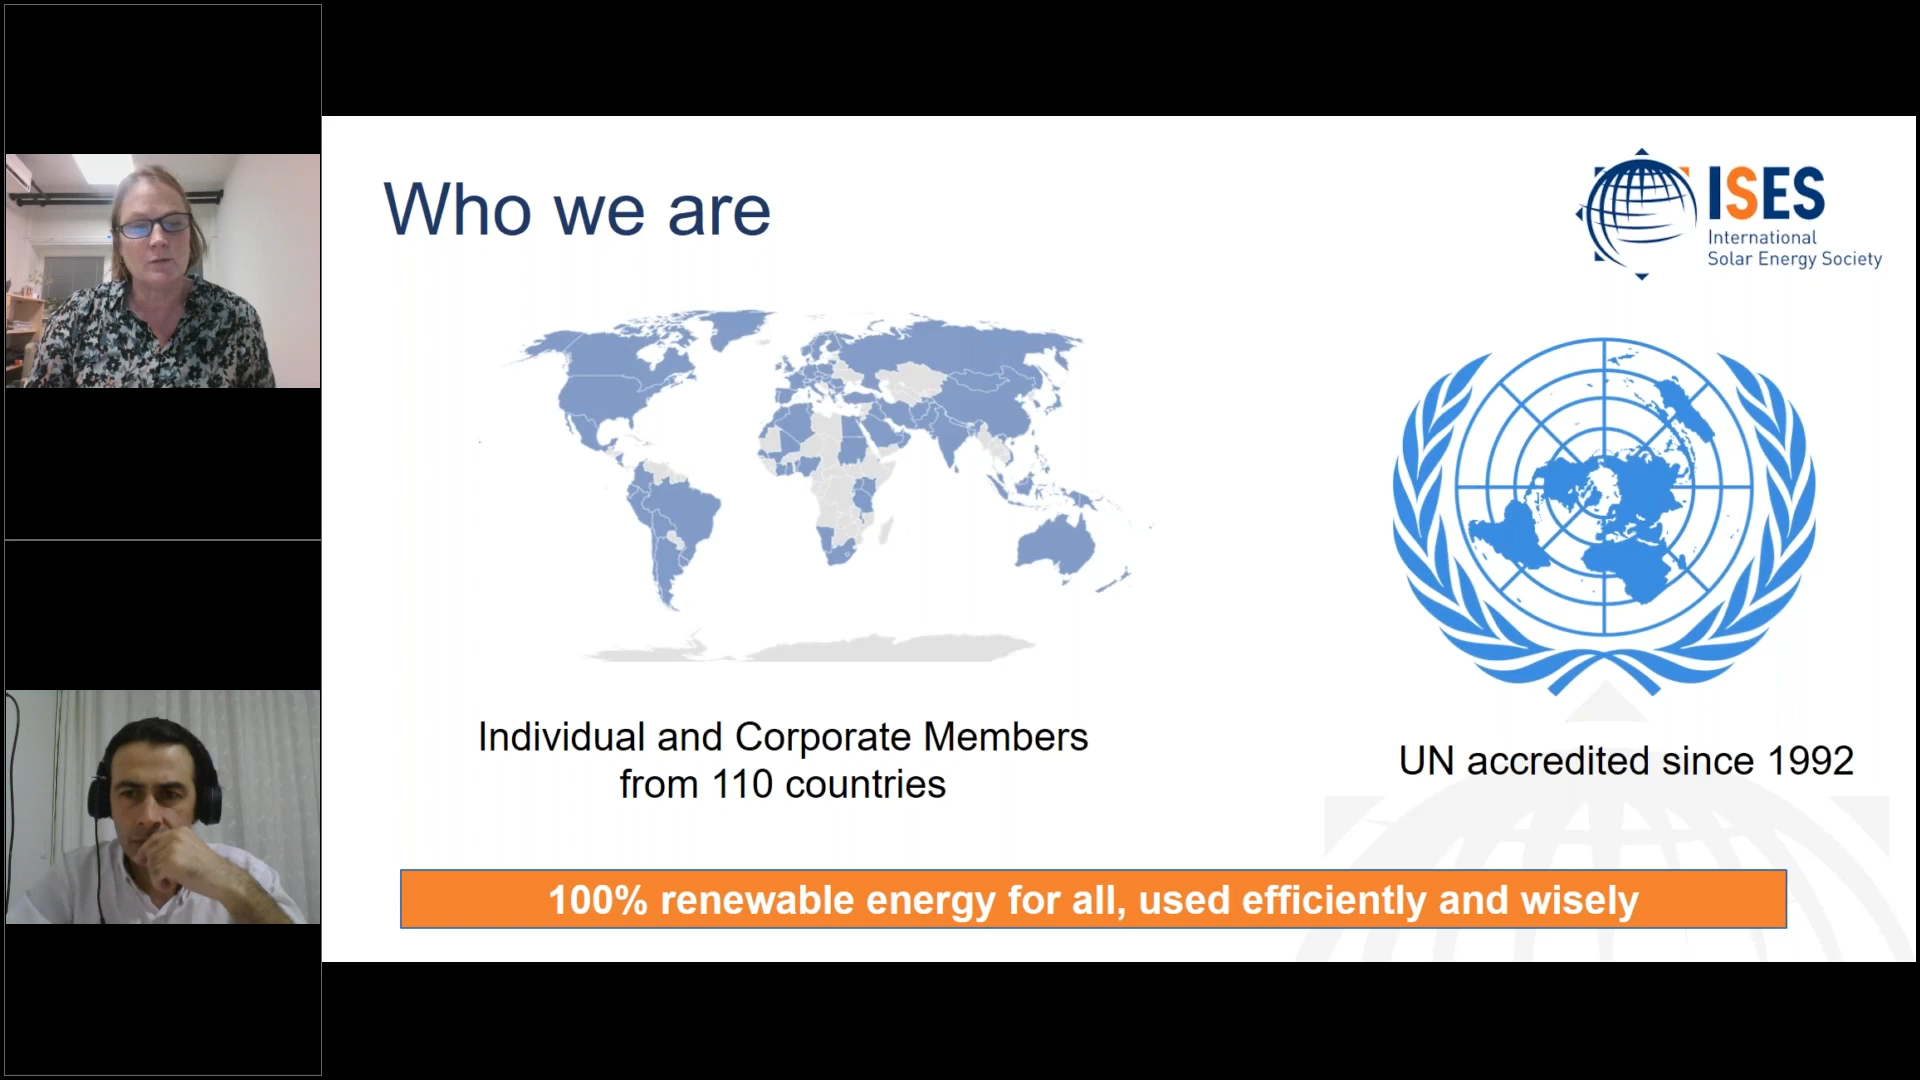 Who we are
ISES
International
Solar Energy Society
Individual and Corporate Members
from 110 countries
UN accredited since 1992
100% renewable energy for all, used efficiently and wisely